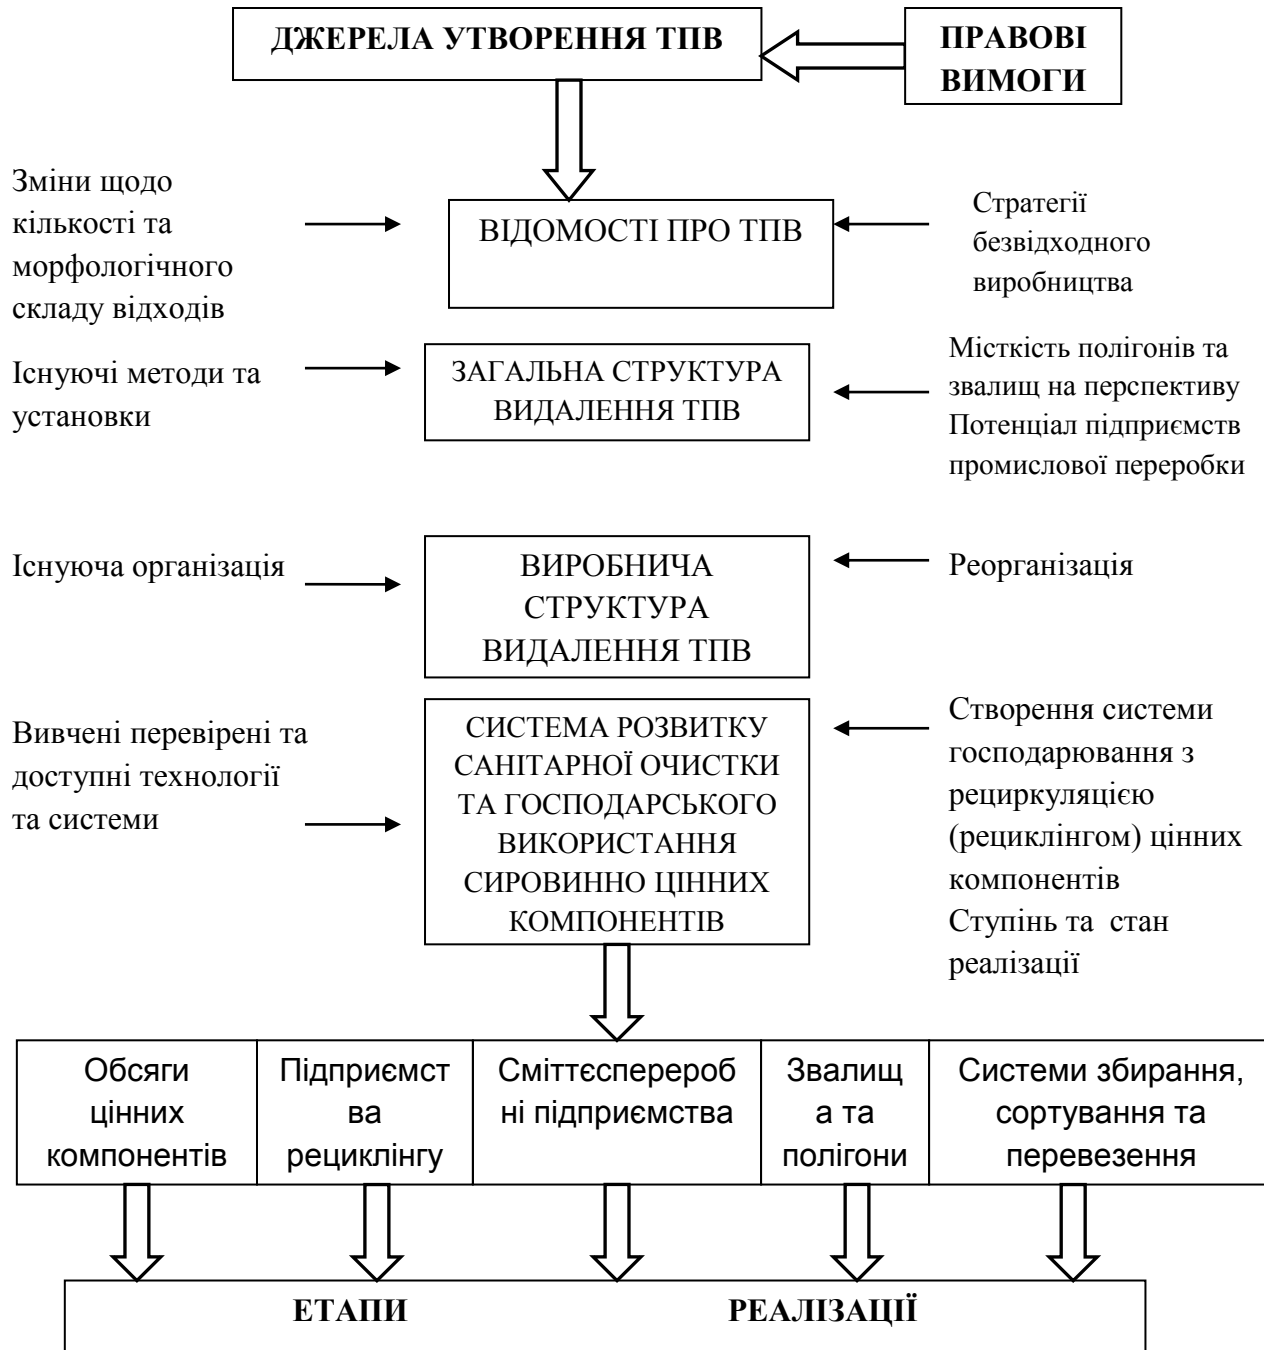 ДЖЕРЕЛА УТВОРЕННЯ ТПВ
ПРАВОВІ
ВИМОГИ
Зміни щодо
кількості та
морфологічного
складу відходів
ВІДОМОСТІ ПРО ТПВ
Стратегії
безвідходного
виробництва
Існуючі методи та
установки
ЗАГАЛЬНА СТРУКТУРА
ВИДАЛЕННЯ ТПВ
Місткість полігонів та
звалищ на перспективу
Потенціал підприємств
промислової переробки
Існуюча організація
ВИРОБНИЧА
СТРУКТУРА
ВИДАЛЕННЯ ТПВ
Реорганізація
Вивчені перевірені та
доступні технології
та системи
СИСТЕМА РОЗВИТКУ
САНІТАРНОЇ ОЧИСТКИ
ТА ГОСПОДАРСЬКОГО
ВИКОРИСТАННЯ
СИРОВИННО ЦІННИХ
КОМПОНЕНТІВ
Створення системи
господарювання з
рециркуляцією
(рециклінгом) цінних
компонентів
Ступінь та  стан
реалізації
Обсяги
цінних
компонентів
Підприємст
ва
рециклінгу
Сміттєсперероб
ні підприємства
Звалищ
а та
полігони
Системи збирання,
сортування та
перевезення
ЕТАПИ РЕАЛІЗАЦІЇ